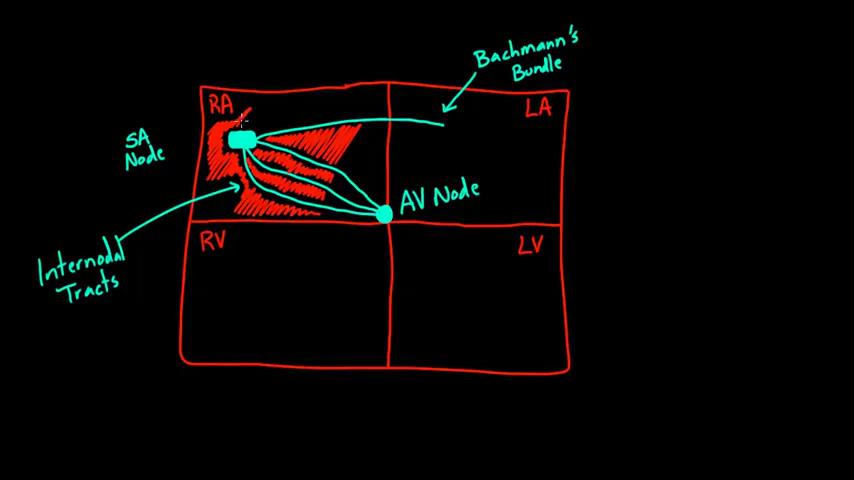 Bachmann's
Bundle
RA
LA
SA
Node
AV Node
RV
LV
Internodal
Tracts